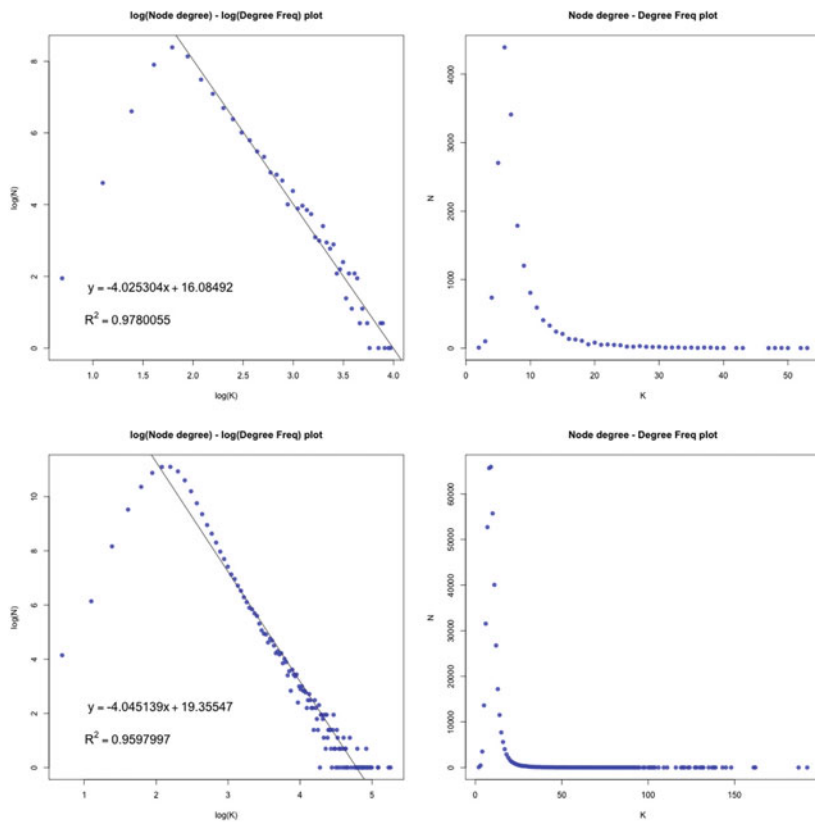 log(Node degree) - log(Degree Freq) plot
log(N)
8
6
4
2
0
y = -4.025304x + 16.08492
R² = 0.9780055
1.0 1.5 2.0 2.5 3.0 3.5 4.0
log(K)
Node degree - Degree Freq plot
N
4000
3000
2000
1000
0
0 10 20 30 40 50
K
log(Node degree) - log(Degree Freq) plot
log(N)
10
8
6
4
2
0
y = -4.045139x + 19.35547
R² = 0.9597997
1 2 3 4 5
log(K)
Node degree - Degree Freq plot
N
60000
50000
40000
30000
20000
10000
0
0 50 100 150
K